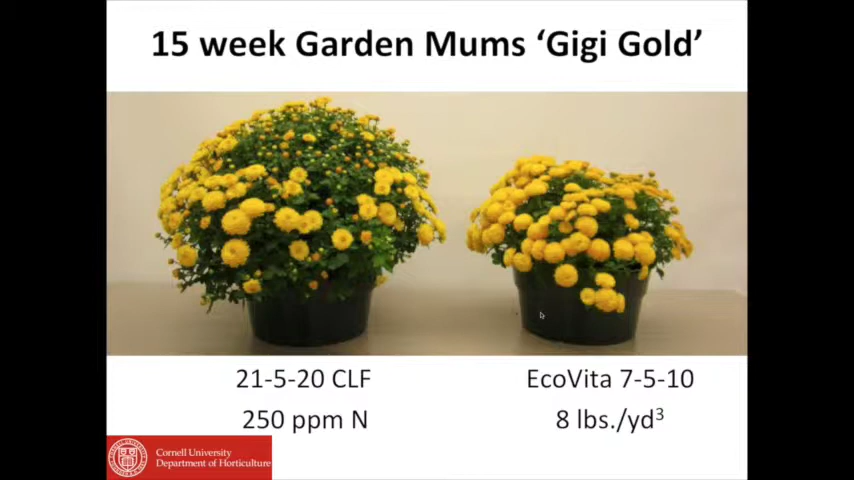 15 week Garden Mums ‘Gigi Gold’
21-5-20 CLF
250 ppm N
EcoVita 7-5-10
8 lbs./yd³
Cornell University
Department of Horticulture